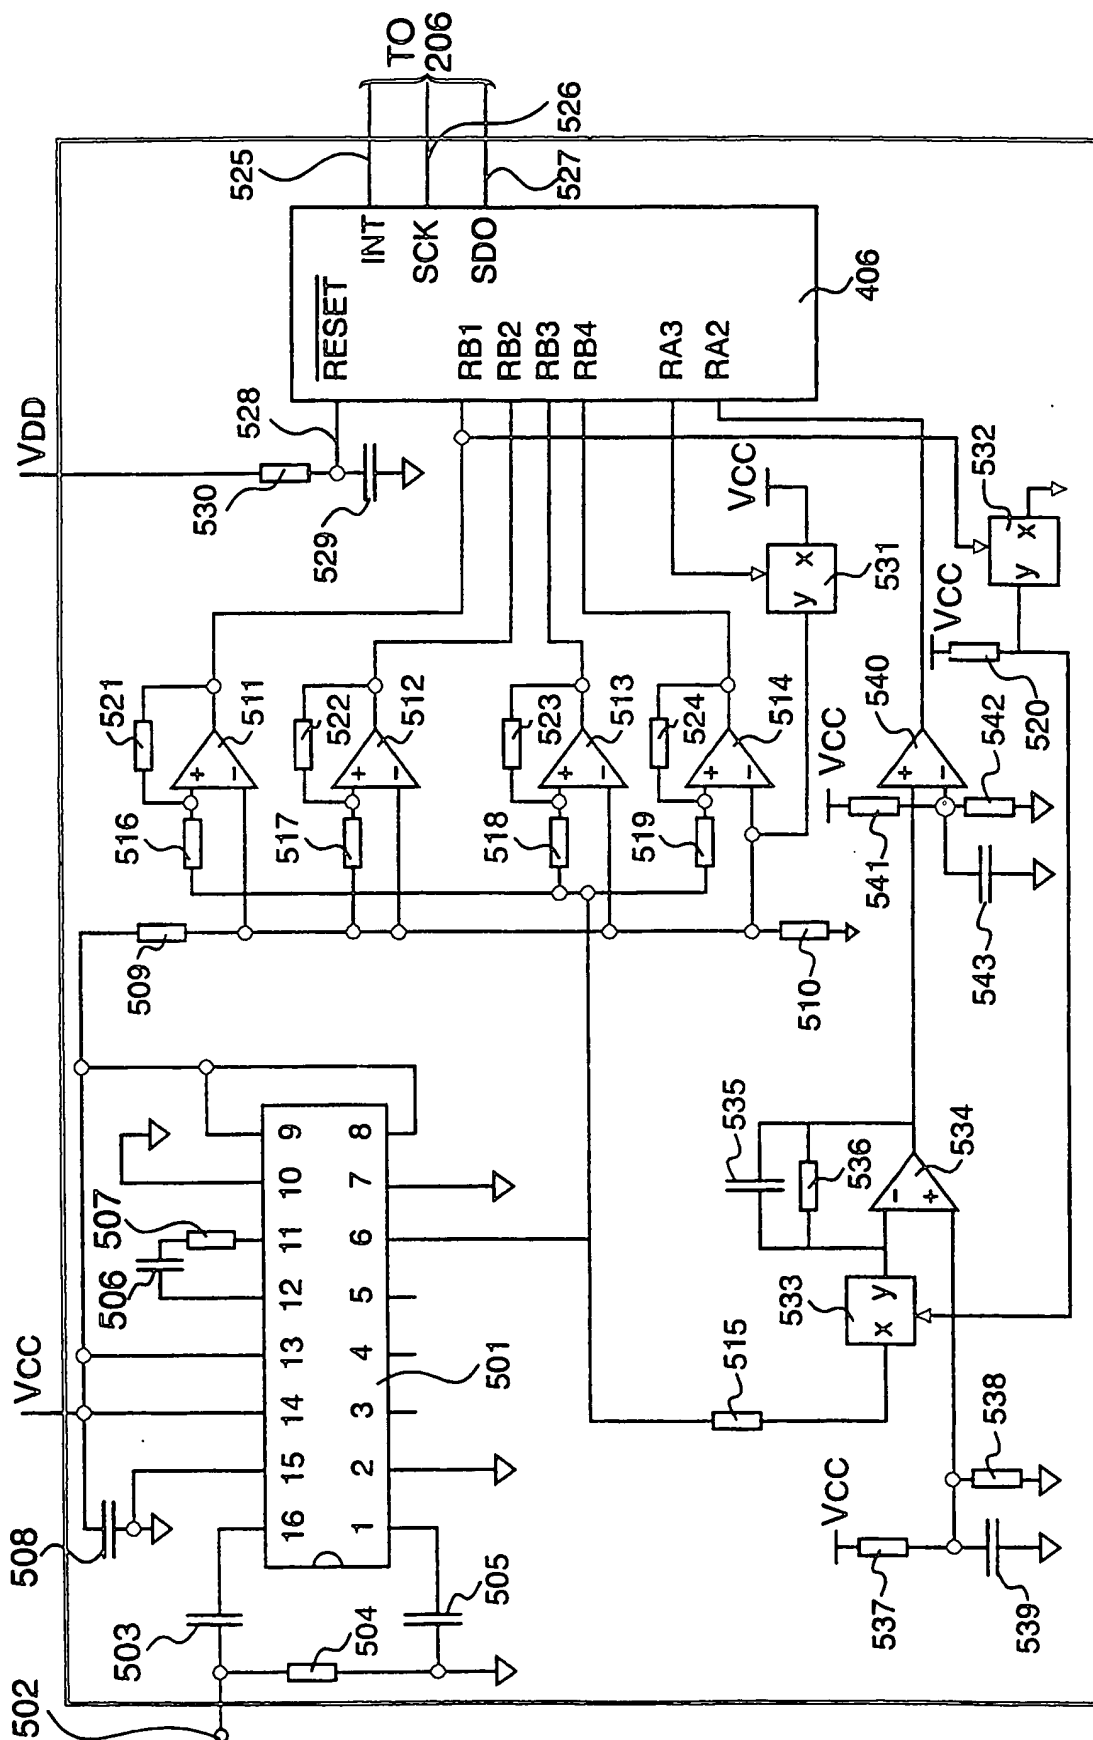 VCC
VDD
TO
206
502
503
504
505
508
506
507
509
516
521
511
517
522
512
518
523
513
519
524
514
510
530
528
529
525
526
527
16 15 14 13 12 11 10 9
1 2 3 4 5 6 7 8
501
+
−
+
−
+
−
+
−
RESET
RB1
RB2
RB3
RB4
RA3
RA2
INT
SCK
SDO
406
VCC
y x
531
515
533
x y
535
536
−
+
534
VCC
537
538
539
VCC
541
543
542
+
−
540
VCC
520
y x
532